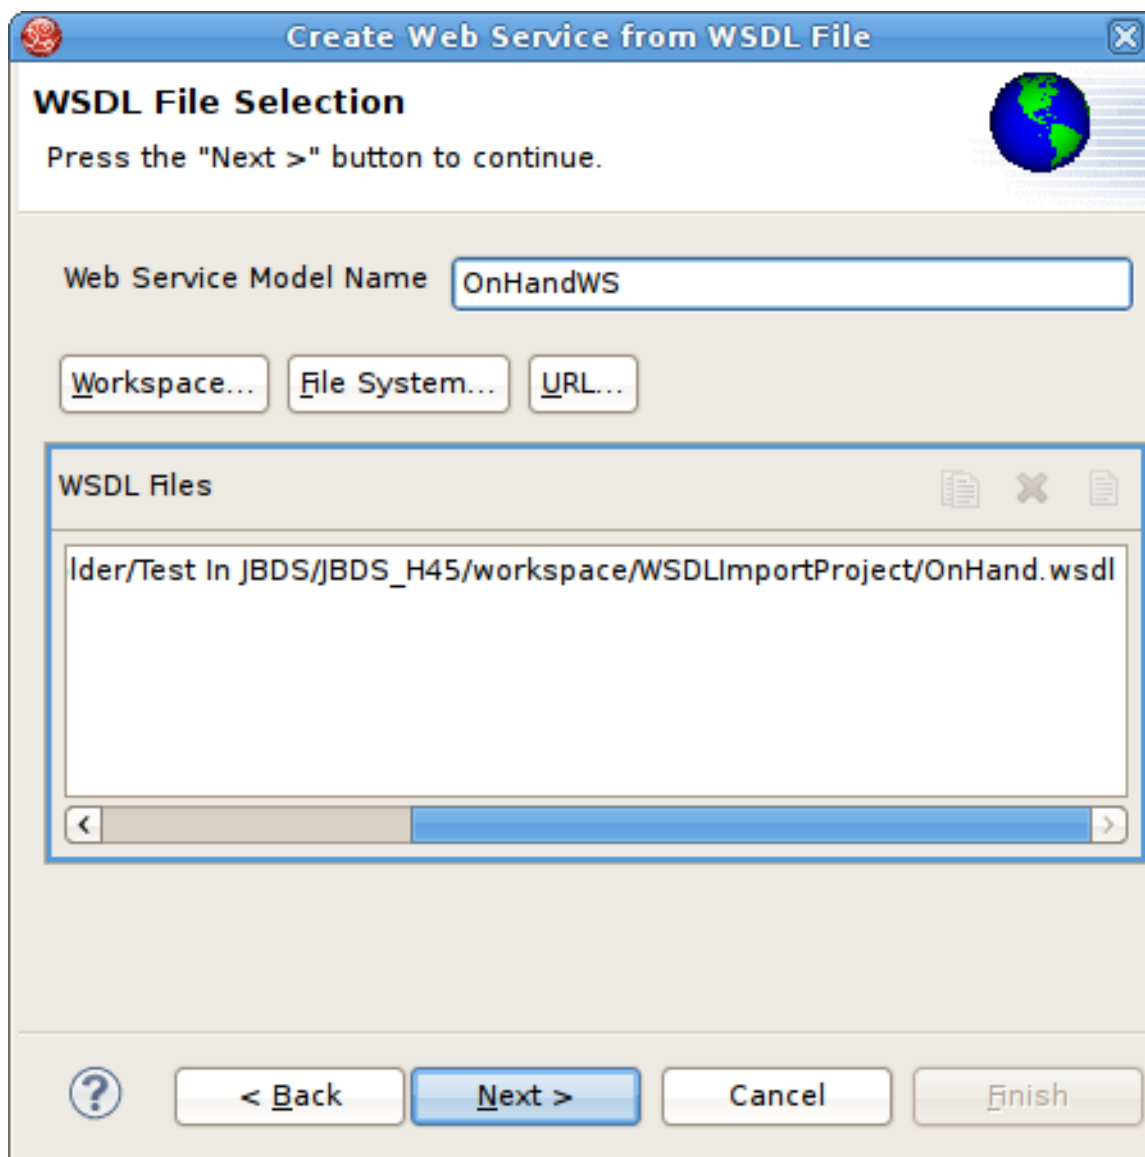 Create Web Service from WSDL File
WSDL File Selection
Press the "Next >" button to continue.
Web Service Model Name OnHandWS
Workspace... File System... URL...
WSDL Files
lder/Test In JBDS/JBDS_H45/workspace/WSDLImportProject/OnHand.wsdl
? < Back Next > Cancel Finish